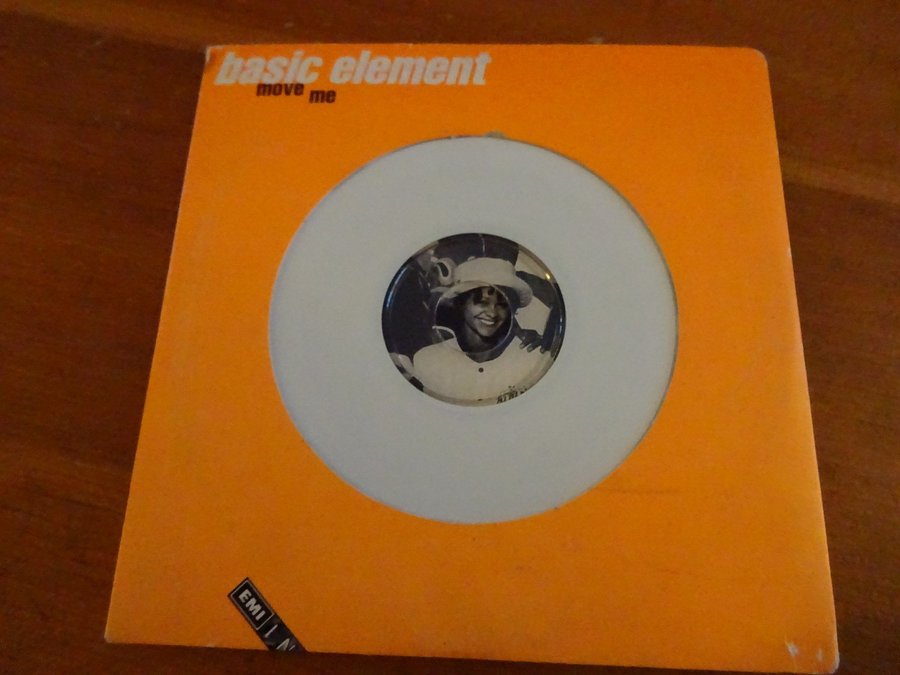 basic element
move me
EMI